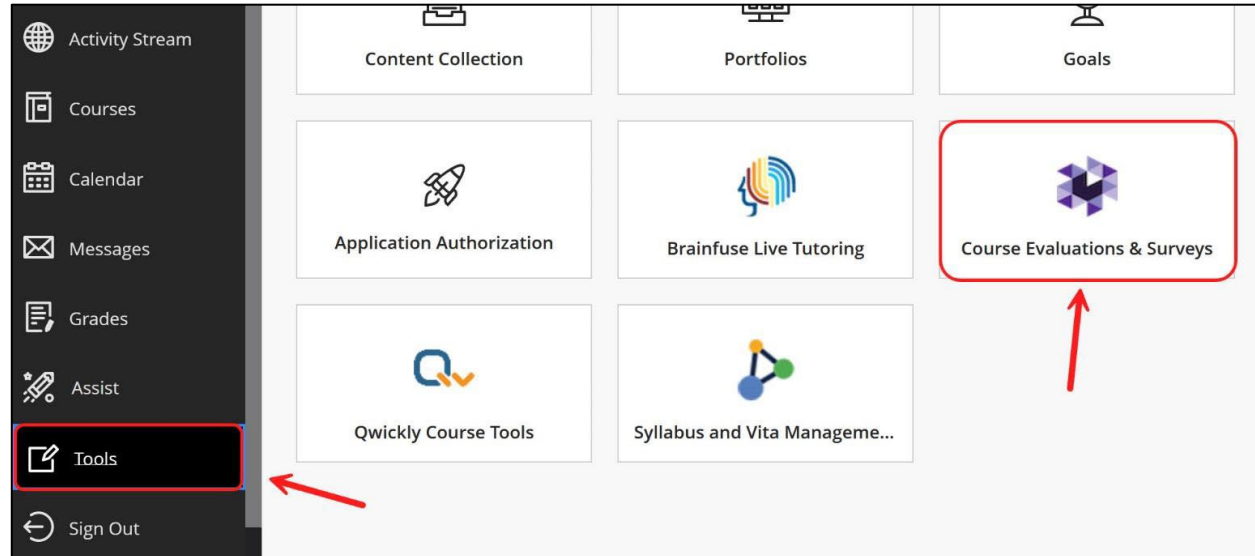 Activity Stream
Courses
Calendar
Messages
Grades
Assist
Tools
Sign Out
Content Collection
Portfolios
Goals
Application Authorization
Brainfuse Live Tutoring
Course Evaluations & Surveys
Qwickly Course Tools
Syllabus and Vita Manageme...